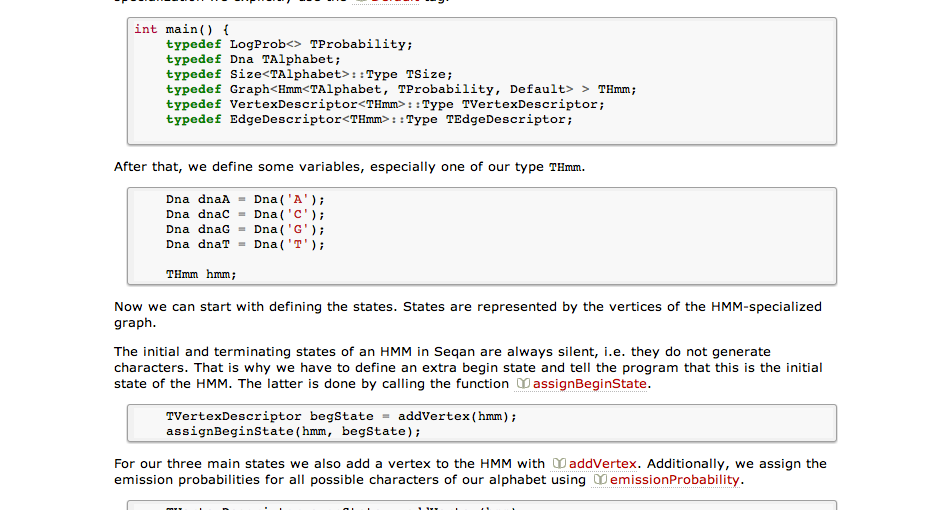 int main() {
typedef LogProb<> TProbability;
typedef Dna TAlphabet;
typedef Size<TAlphabet>::Type TSize;
typedef Graph<Hmm<TAlphabet, TProbability, Default> > THmm;
typedef VertexDescriptor<THmm>::Type TVertexDescriptor;
typedef EdgeDescriptor<THmm>::Type TEdgeDescriptor;
After that, we define some variables, especially one of our type THmm.
Dna dnaA = Dna('A');
Dna dnaC = Dna('C');
Dna dnaG = Dna('G');
Dna dnaT = Dna('T');
THmm hmm;
Now we can start with defining the states. States are represented by the vertices of the HMM-specialized
graph.
The initial and terminating states of an HMM in Seqan are always silent, i.e. they do not generate
characters. That is why we have to define an extra begin state and tell the program that this is the initial
state of the HMM. The latter is done by calling the function assignBeginState.
TVertexDescriptor begState = addVertex(hmm);
assignBeginState(hmm, begState);
For our three main states we also add a vertex to the HMM with addVertex. Additionally, we assign the
emission probabilities for all possible characters of our alphabet using emissionProbability.